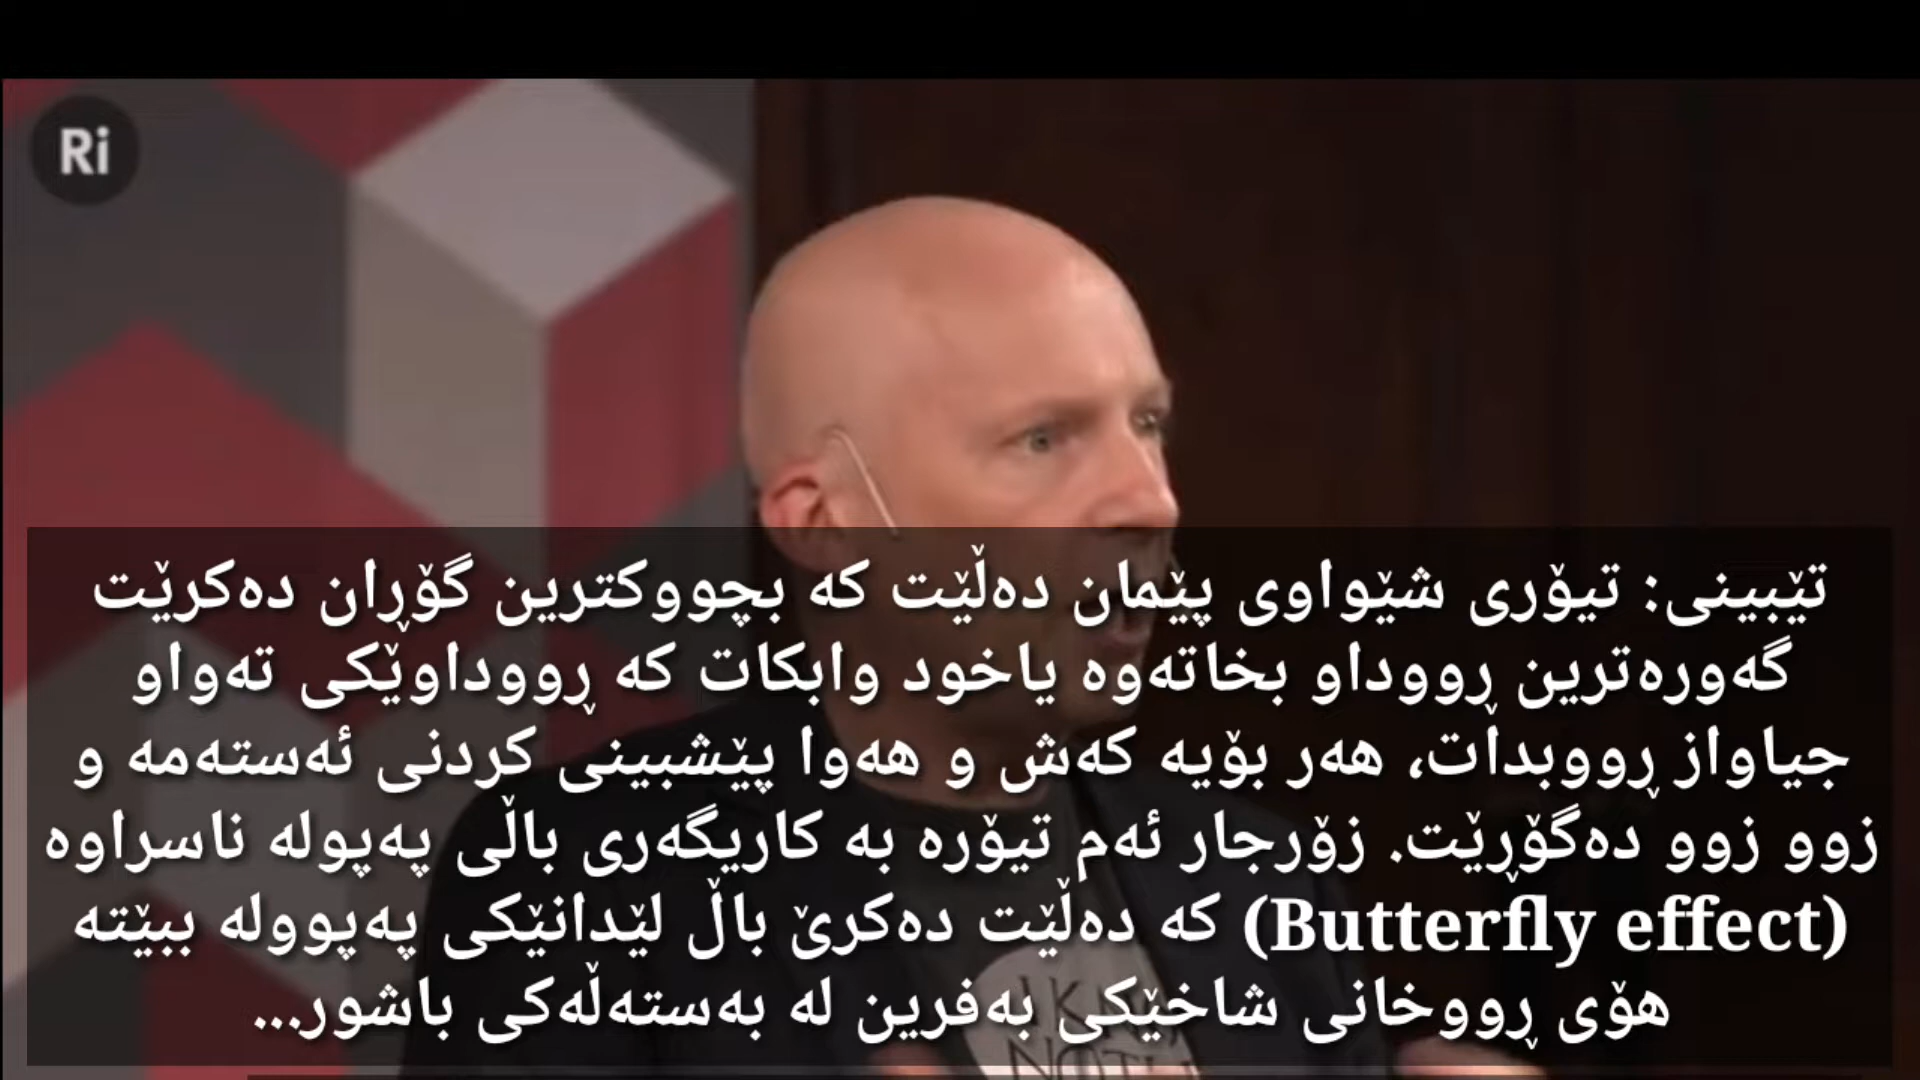 Ri
تێبینی: تیۆری شێواوی پێمان دەڵێت کە بچووکترین گۆڕان دەکرێت
گەورەترین ڕووداو بخاتەوە یاخود وابکات کە ڕووداوێکی تەواو
جیاواز ڕووبدات، هەر بۆیە کەش و هەوا پێشبینی کردنی ئەستەمە و
زوو زوو دەگۆڕێت. زۆرجار ئەم تیۆرە بە کاریگەری باڵی پەپولە ناسراوە
(Butterfly effect) کە دەڵێت دەکرێ باڵ لێدانێکی پەپوولە ببێتە
هۆی ڕووخانی شاخێکی بەفرین لە بەستەڵەکی باشور...